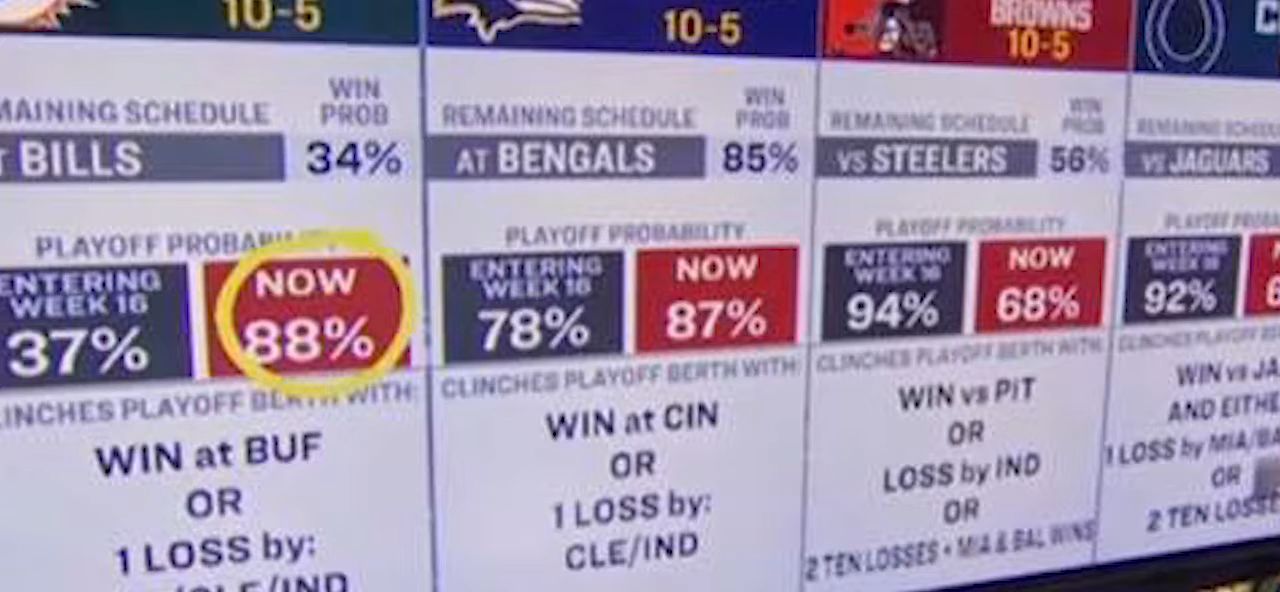 10-5
MAINING SCHEDULE
WIN
PROB
BILLS
34%
PLAYOFF
ENTERING
WEEK 16
37%
NOW
88%
WITH:
WIN at BUF
OR
1 LOSS by:
/CLE/IND
10-5
REMAINING SCHEDULE
WIN
PROB
AT BENGALS
85%
PLAYOFF PROBABILITY
ENTERING
WEEK 16
78%
NOW
87%
CLINCHES PLAYOFF BERTH WITH:
WIN at CIN
OR
1 LOSS by:
CLE/IND
BROWNS
10-5
REMAINING SCHEDULE
WIN
PROB
VS STEELERS
56%
PLAYOFF PROBABILITY
ENTERING
WEEK 16
94%
NOW
68%
CLINCHES PLAYOFF BERTH WITH:
WIN vs PIT
OR
LOSS by IND
OR
2 TEN LOSSES + MIA & BAL WINS
REMAINING
VS JAGUARS
PLAYOFF
ENTERING
WEEK 16
92%
CLINCHES PLAYOFF
WIN vs JA
AND EITHE
1 LOSS by MIA/BA
OR
2 TEN LOSSE